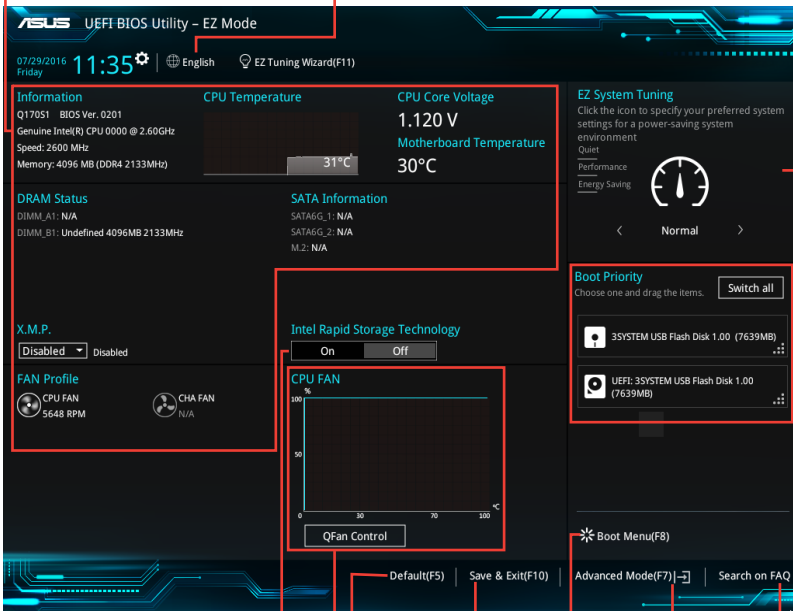 ASUS UEFI BIOS Utility – EZ Mode
07/29/2016
Friday
11:35
English
EZ Tuning Wizard(F11)
Information
Q170S1 BIOS Ver. 0201
Genuine Intel(R) CPU 0000 @ 2.60GHz
Speed: 2600 MHz
Memory: 4096 MB (DDR4 2133MHz)
CPU Temperature
31°C
CPU Core Voltage
1.120 V
Motherboard Temperature
30°C
EZ System Tuning
Click the icon to specify your preferred system
settings for a power-saving system
environment
Quiet
Performance
Energy Saving
Normal
DRAM Status
DIMM_A1: N/A
DIMM_B1: Undefined 4096MB 2133MHz
SATA Information
SATA6G_1: N/A
SATA6G_2: N/A
M.2: N/A
Boot Priority
Choose one and drag the items.
Switch all
3SYSTEM USB Flash Disk 1.00 (7639MB)
UEFI: 3SYSTEM USB Flash Disk 1.00
(7639MB)
X.M.P.
Disabled Disabled
Intel Rapid Storage Technology
On Off
FAN Profile
CPU FAN
5648 RPM
CHA FAN
N/A
CPU FAN
%
100
50
0 30 70 100
°C
QFan Control
Boot Menu(F8)
Default(F5)
Save & Exit(F10)
Advanced Mode(F7)
Search on FAQ